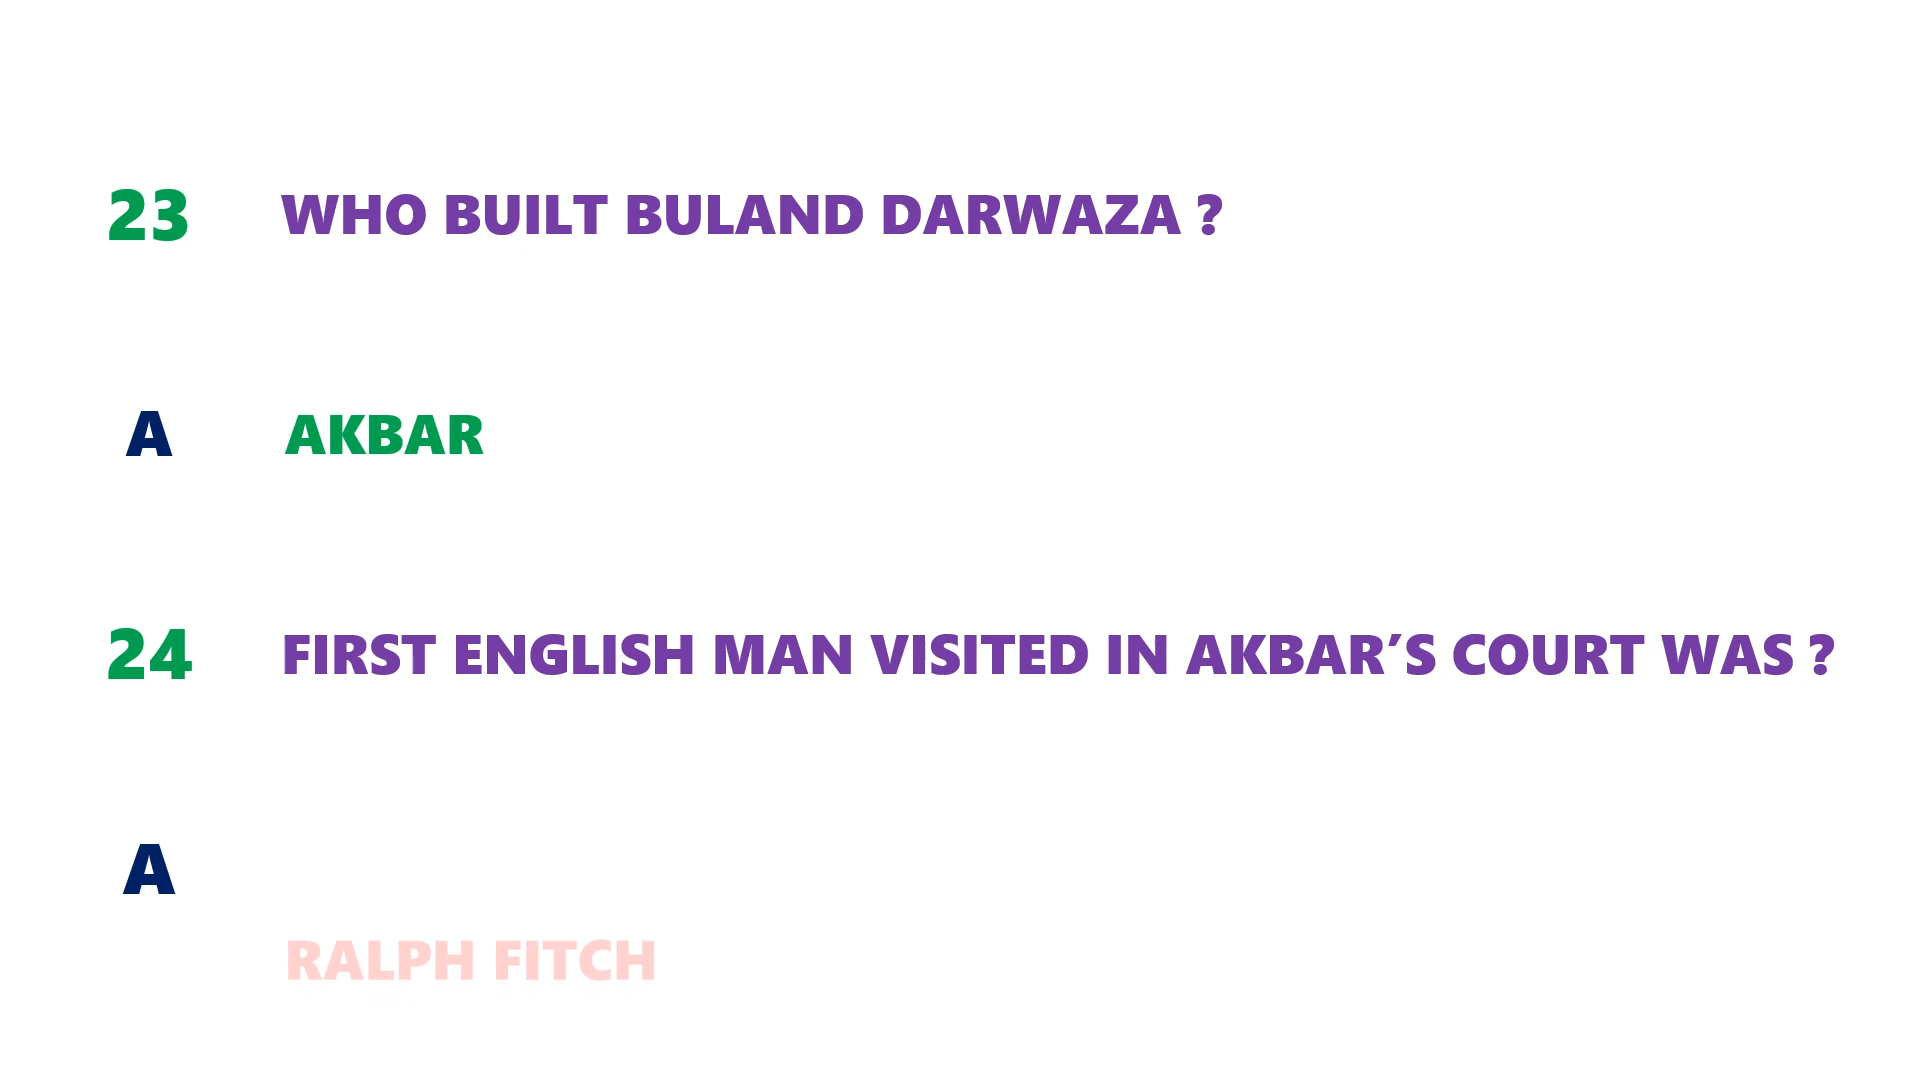 23 WHO BUILT BULAND DARWAZA ?
A AKBAR
24 FIRST ENGLISH MAN VISITED IN AKBAR’S COURT WAS ?
A
RALPH FITCH